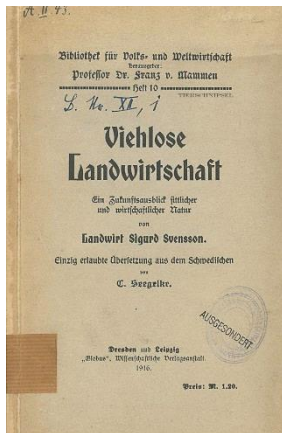 A. II 43.
Bibliothek für Volks- und Weltwirtschaft
Herausgeber:
Professor Dr. Franz v. Mammen
Heft 10
Viehlose
Landwirtschaft
Ein Zukunftsausblick sittlicher
und wirtschaftlicher Natur
von
Landwirt Sigurd Svensson.
Einzig erlaubte Übersetzung aus dem Schwedischen
von
AUSGESONDERT
Dresden und Leipzig
„Globus“, Wissenschaftliche Verlagsanstalt
1916.
Preis: M. 1.20.